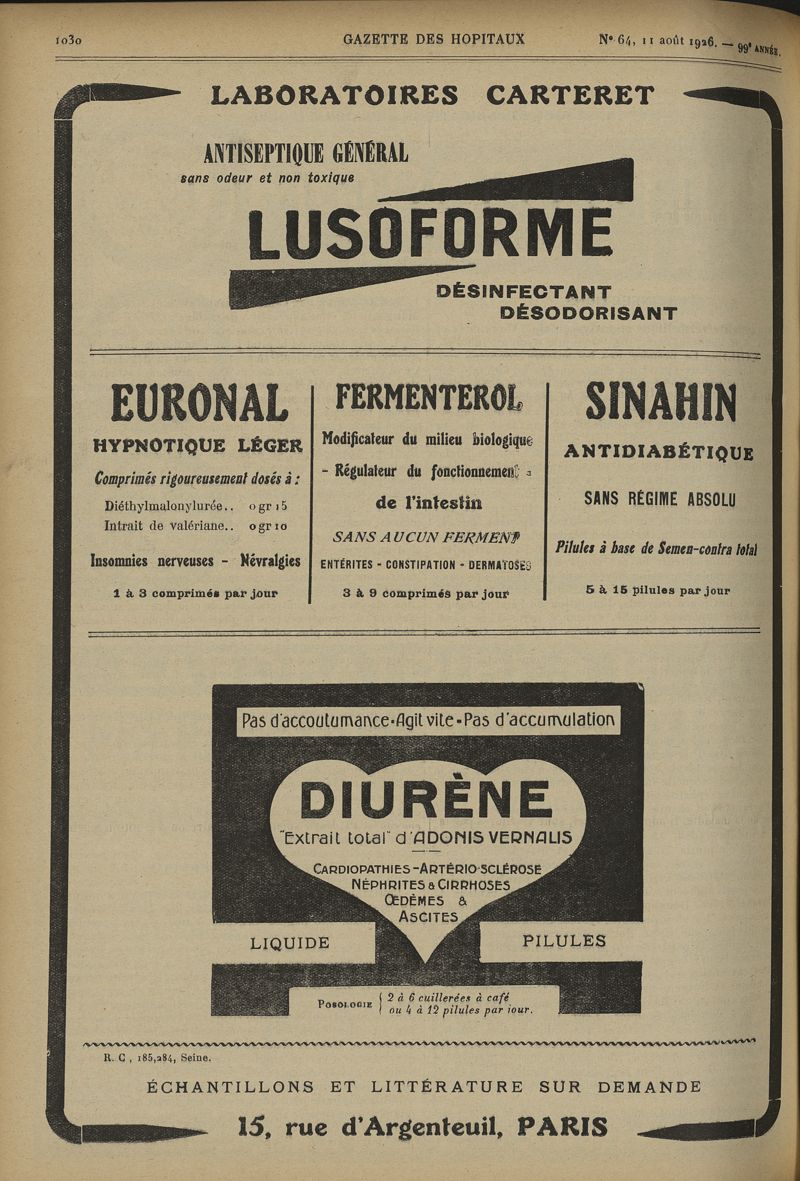 1030
GAZETTE DES HOPITAUX
N° 64, 11 août 1926. — 99e ANNÉE.
LABORATOIRES CARTERET
ANTISEPTIQUE GÉNÉRAL
sans odeur et non toxique
LUSOFORME
DÉSINFECTANT
DÉSODORISANT
EURONAL
HYPNOTIQUE LÉGER
Comprimés rigoureusement dosés à :
Diéthylmalonylurée.. 0 gr 15
Intrait de valériane.. 0 gr 10
Insomnies nerveuses - Névralgies
1 à 3 comprimés par jour
FERMENTEROL
Modificateur du milieu biologique
- Régulateur du fonctionnement -
de l'intestin
SANS AUCUN FERMENT
ENTÉRITES - CONSTIPATION - DERMATOSES
3 à 9 comprimés par jour
SINAHIN
ANTIDIABÉTIQUE
SANS RÉGIME ABSOLU
Pilules à base de Semen-contra total
5 à 15 pilules par jour
Pas d'accoutumance-Agit vite-Pas d'accumulation
DIURÈNE
"Extrait total" d'ADONIS VERNALIS
CARDIOPATHIES-ARTÉRIO-SCLÉROSE
NÉPHRITES & CIRRHOSES
ŒDÈMES &
ASCITES
LIQUIDE
PILULES
POSOLOGIE { 2 à 6 cuillerées à café
ou 4 à 12 pilules par jour.
R. C, 185,284, Seine.
ÉCHANTILLONS ET LITTÉRATURE SUR DEMANDE
15, rue d'Argenteuil, PARIS